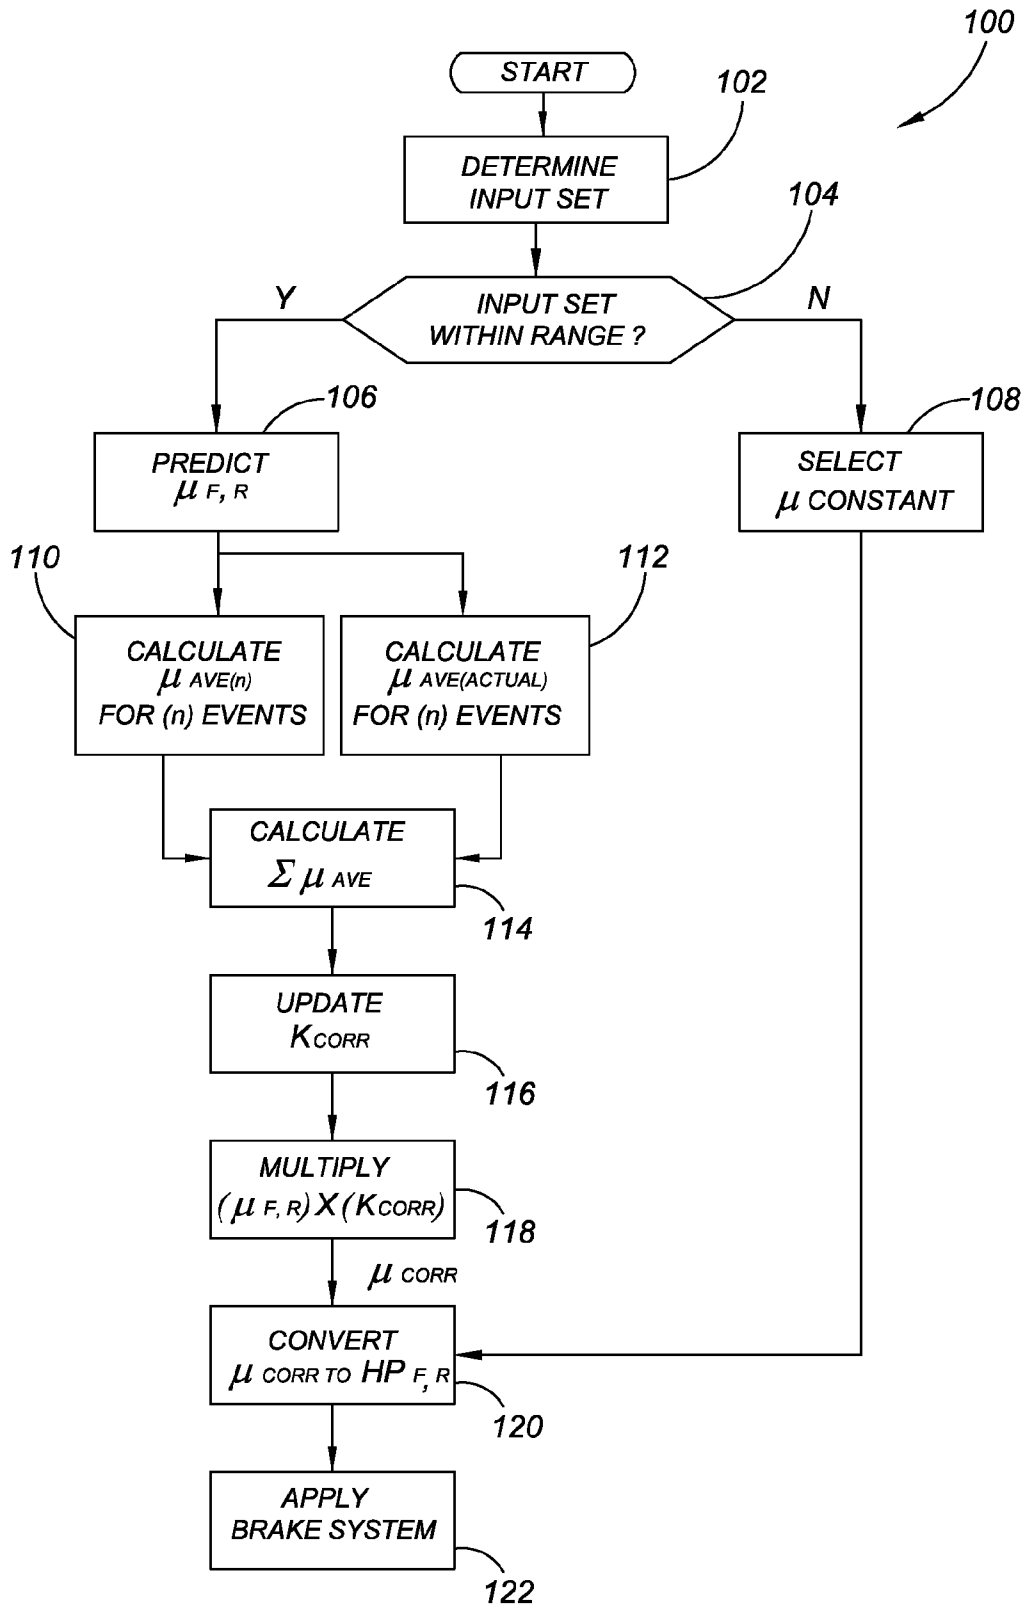 100
START
102
DETERMINE
INPUT SET
104
INPUT SET
WITHIN RANGE ?
Y
N
106
PREDICT
μ F, R
108
SELECT
μ CONSTANT
110
CALCULATE
μ AVE(n)
FOR (n) EVENTS
112
CALCULATE
μ AVE(ACTUAL)
FOR (n) EVENTS
CALCULATE
Σ μ AVE
114
UPDATE
K CORR
116
MULTIPLY
(μ F, R) X (K CORR)
118
μ CORR
CONVERT
μ CORR TO HP F, R
120
APPLY
BRAKE SYSTEM
122